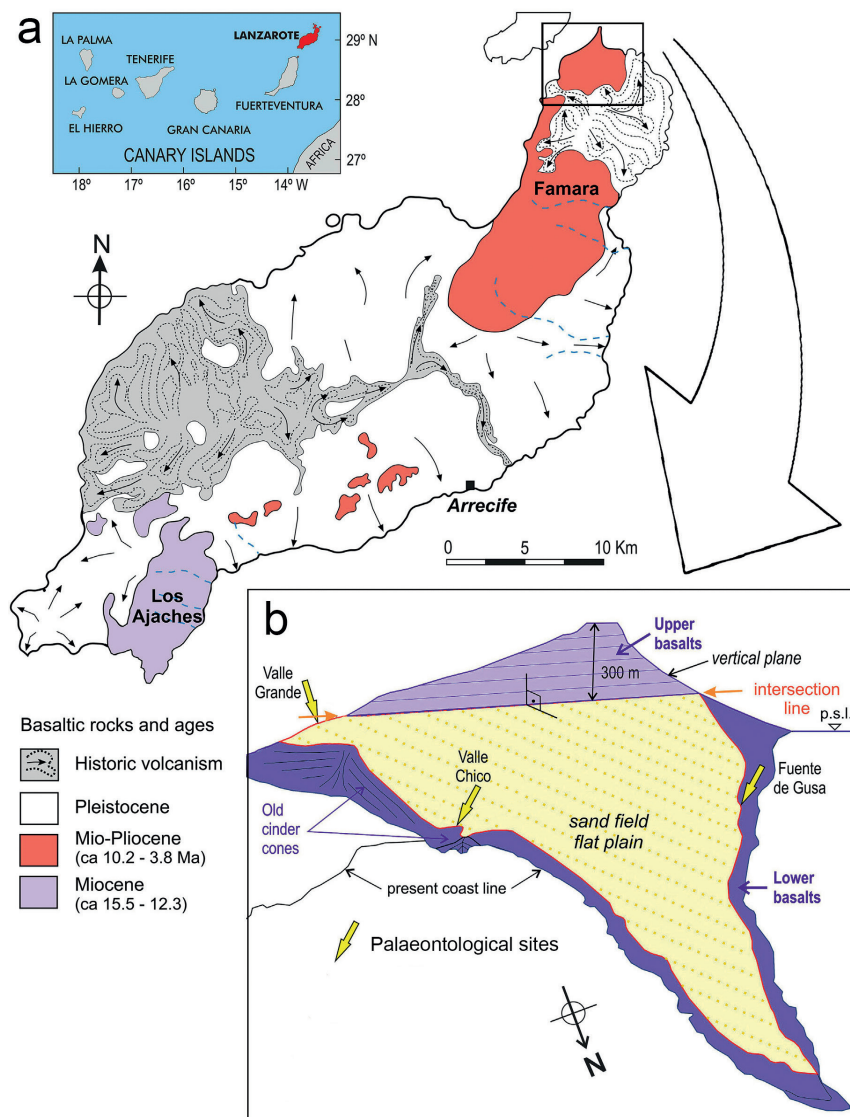 a
LA PALMA
TENERIFE
LANZAROTE
29° N
LA GOMERA
FUERTEVENTURA
28°
EL HIERRO
GRAN CANARIA
AFRICA
CANARY ISLANDS
27°
18°
17°
16°
15°
14° W
N
Famara
Arrecife
0
5
10 Km
Los
Ajaches
Basaltic rocks and ages
Historic volcanism
Pleistocene
Mio-Pliocene
(ca 10.2 - 3.8 Ma)
Miocene
(ca 15.5 - 12.3)
b
Upper
basalts
vertical plane
300 m
intersection
line
p.s.l.
Valle
Grande
Valle
Chico
Fuente
de Gusa
Old
cinder
cones
sand field
flat plain
present coast line
Lower
basalts
Palaeontological sites
N